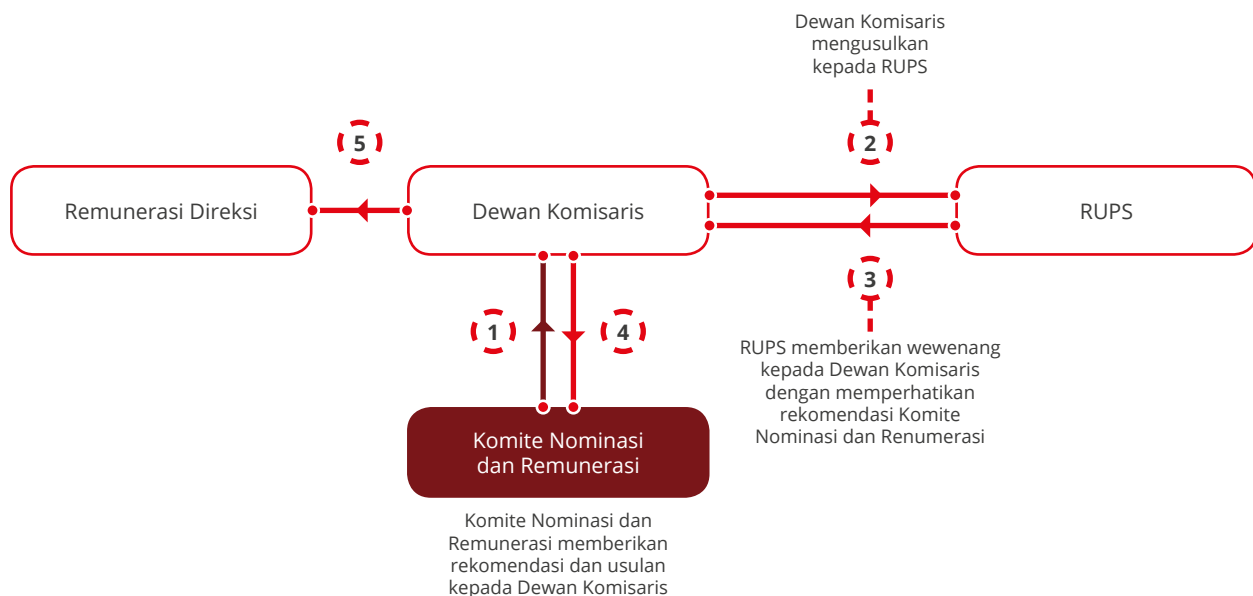 Dewan Komisaris
mengusulkan
kepada RUPS
5
2
Remunerasi Direksi
Dewan Komisaris
RUPS
3
1
4
RUPS memberikan wewenang
kepada Dewan Komisaris
dengan memperhatikan
rekomendasi Komite
Nominasi dan Renumerasi
Komite Nominasi
dan Remunerasi
Komite Nominasi dan
Remunerasi memberikan
rekomendasi dan usulan
kepada Dewan Komisaris